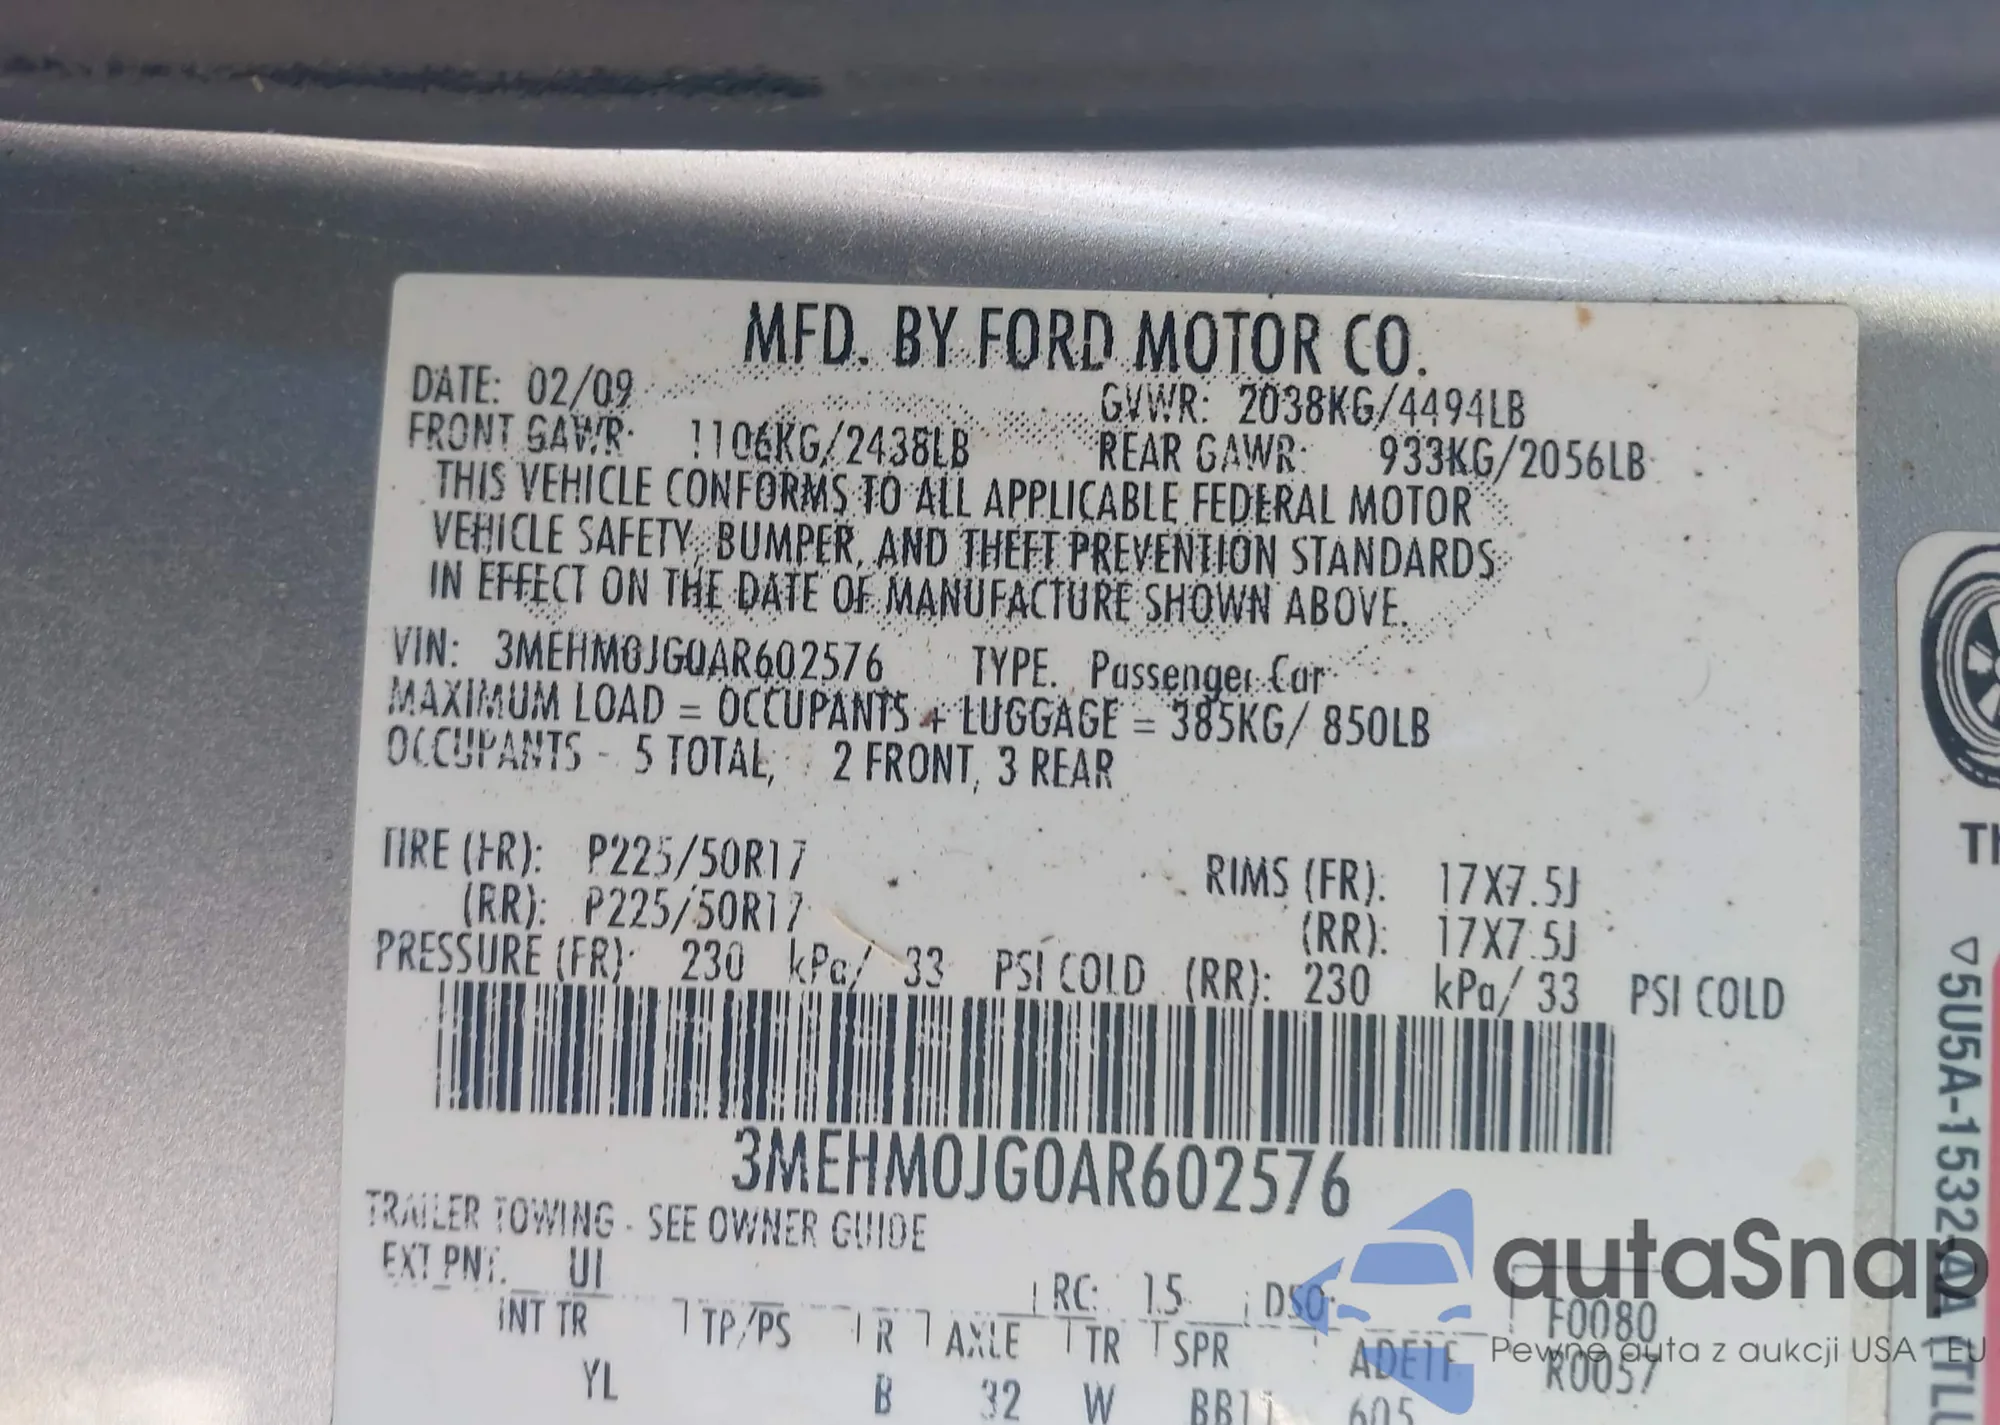 MFD. BY FORD MOTOR CO.
DATE: 02/09 GVWR: 2038KG/4494LB
FRONT GAWR: 1106KG/2438LB REAR GAWR: 933KG/2056LB
THIS VEHICLE CONFORMS TO ALL APPLICABLE FEDERAL MOTOR
VEHICLE SAFETY, BUMPER, AND THEFT PREVENTION STANDARDS
IN EFFECT ON THE DATE OF MANUFACTURE SHOWN ABOVE.
VIN: 3MEHM0JG0AR602576 TYPE: Passenger Car
MAXIMUM LOAD = OCCUPANTS + LUGGAGE = 385KG/ 850LB
OCCUPANTS - 5 TOTAL, 2 FRONT, 3 REAR
TIRE (FR): P225/50R17 RIMS (FR): 17X7.5J
(RR): P225/50R17 (RR): 17X7.5J
PRESSURE (FR): 230 kPa/ 33 PSI COLD (RR): 230 kPa/ 33 PSI COLD
3MEHM0JG0AR602576
TRAILER TOWING - SEE OWNER GUIDE
EXT PNT: UI RC: 15 DSO: F0080
INT TR TP/PS R AXLE TR SPR R0057
YL B 32 W BB11 605
5U5A-1532-AA
autaSnap
Pewne auta z aukcji USA i EU